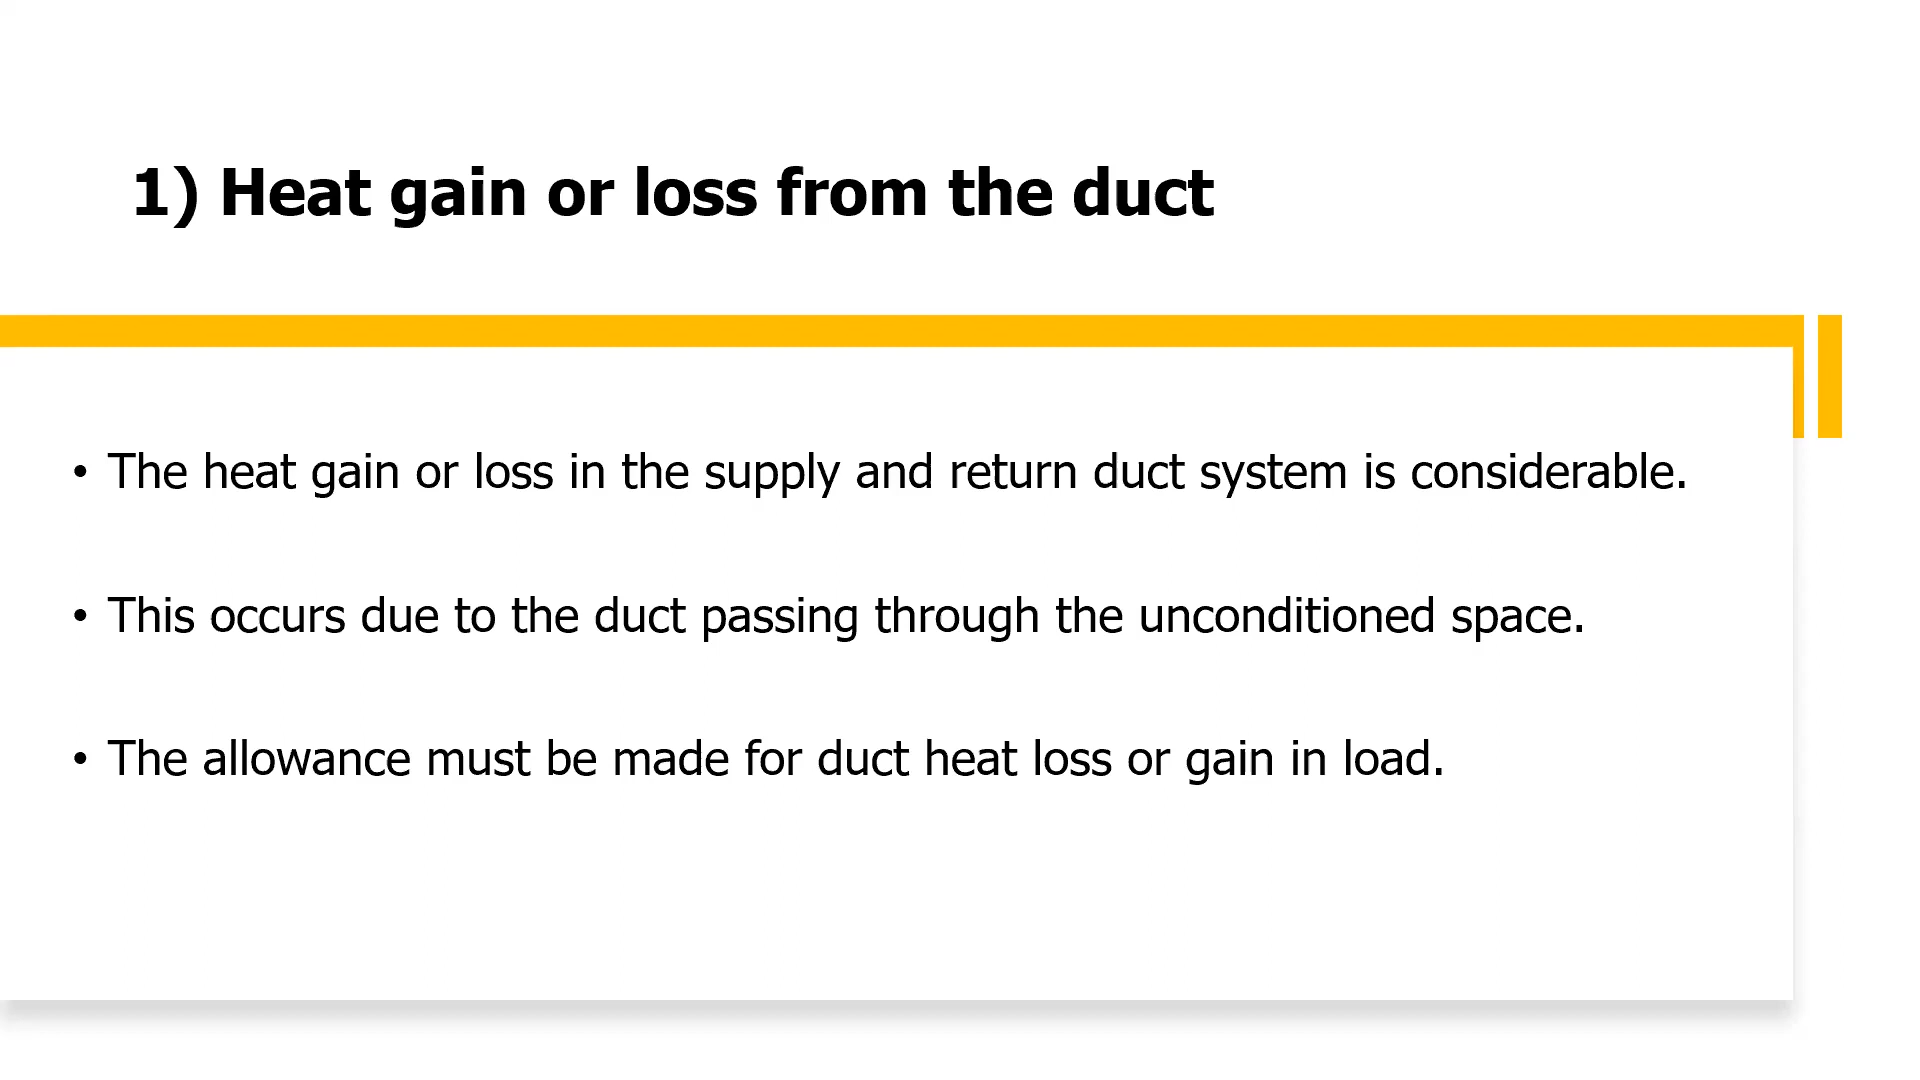 1) Heat gain or loss from the duct
• The heat gain or loss in the supply and return duct system is considerable.
• This occurs due to the duct passing through the unconditioned space.
• The allowance must be made for duct heat loss or gain in load.